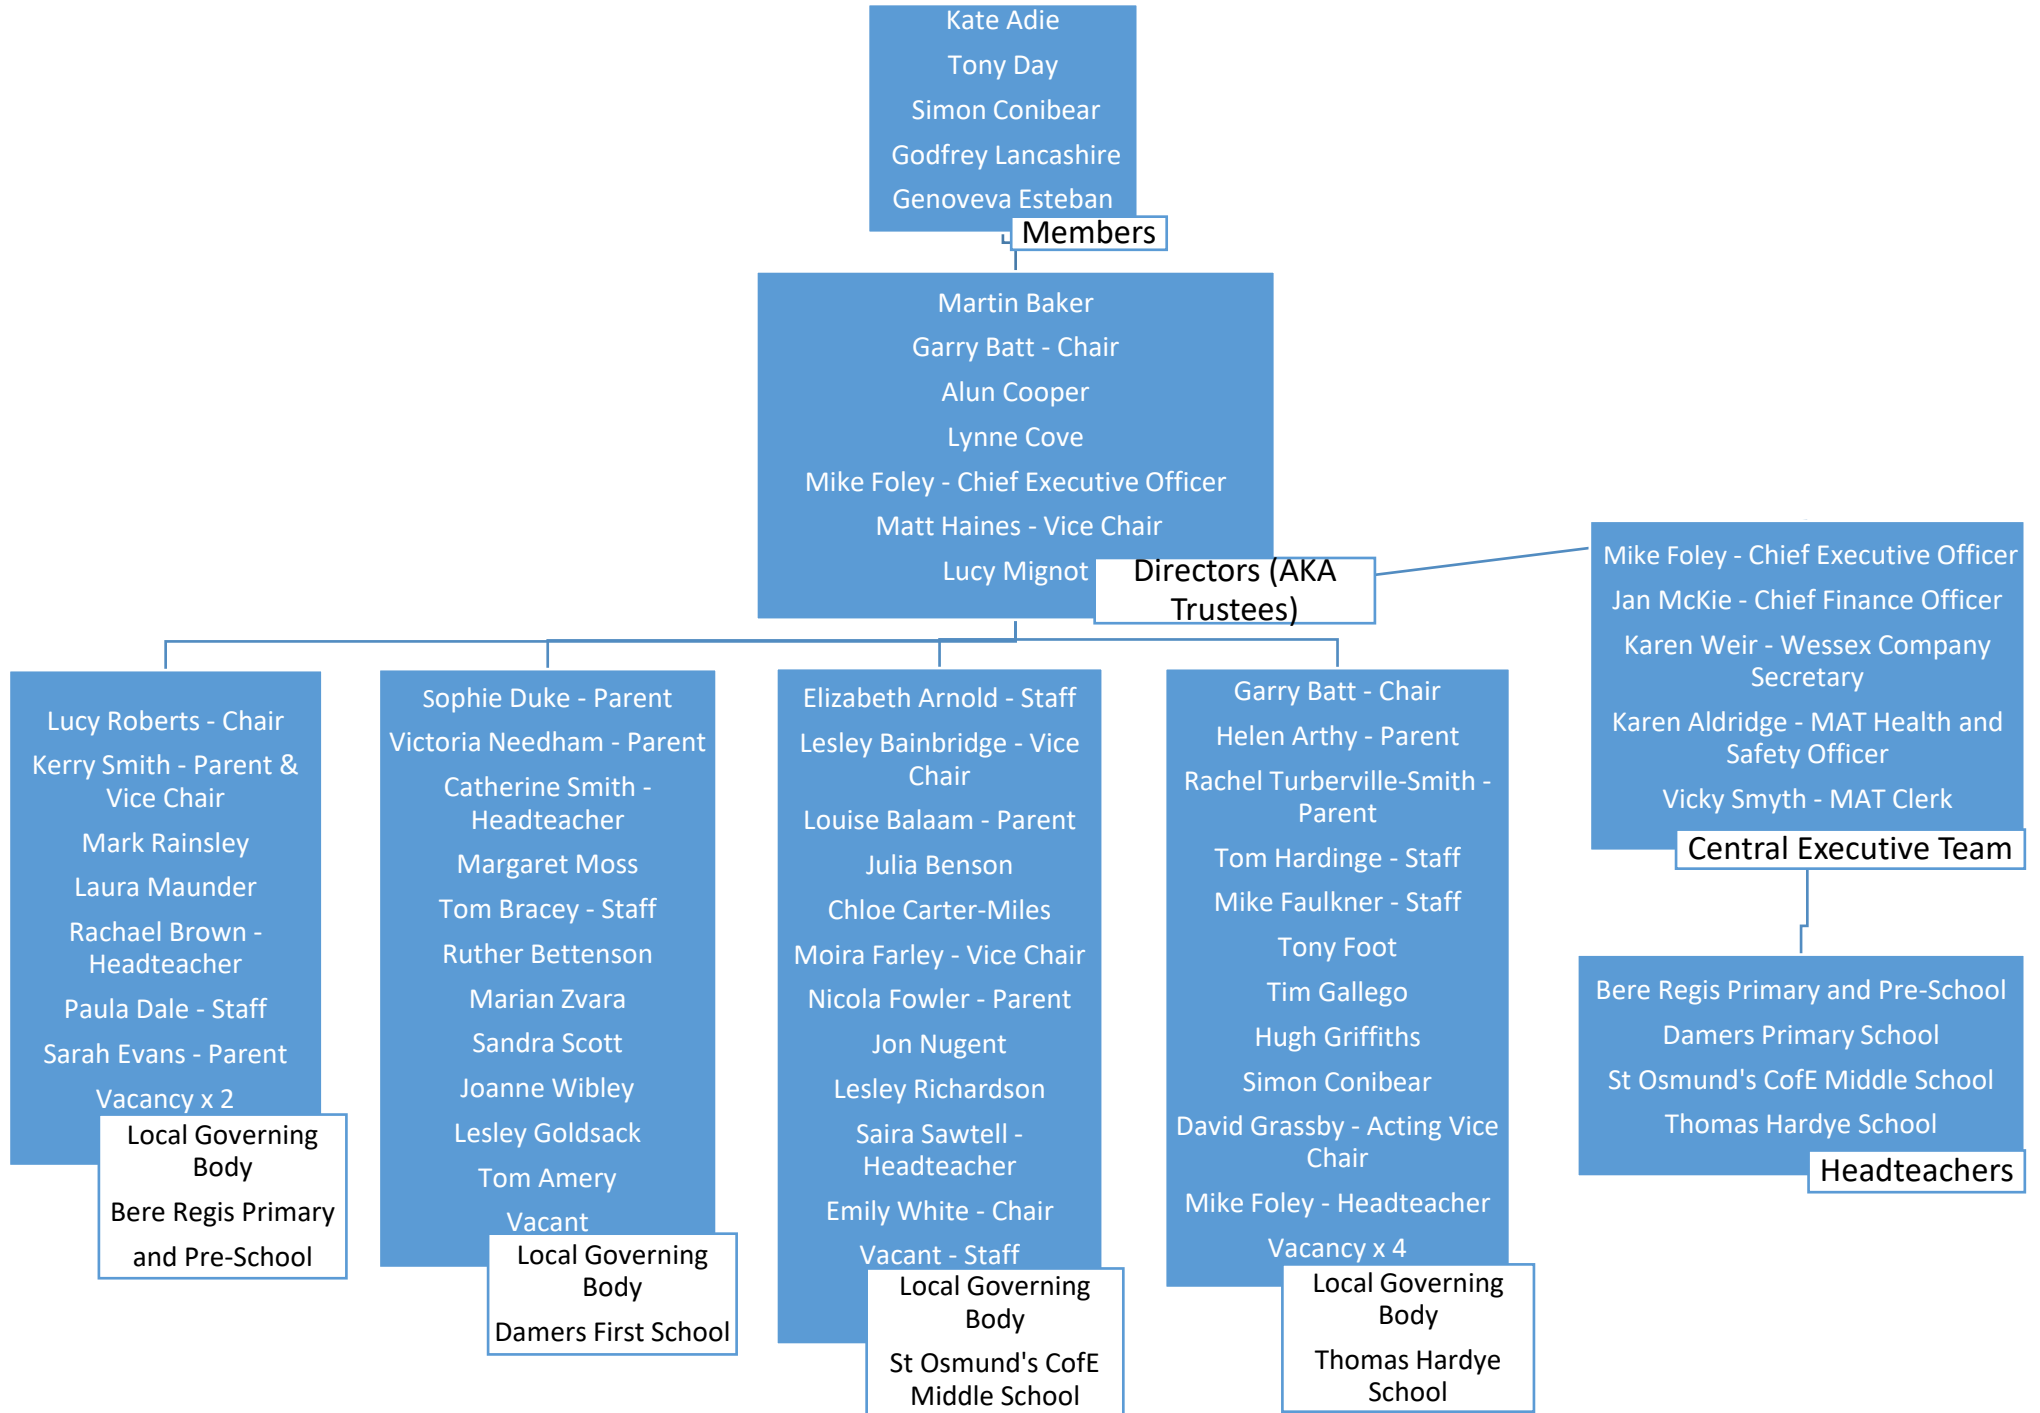 Kate Adie
Tony Day
Simon Conibear
Godfrey Lancashire
Genoveva Esteban
Members
Martin Baker
Garry Batt - Chair
Alun Cooper
Lynne Cove
Mike Foley - Chief Executive Officer
Matt Haines - Vice Chair
Lucy Mignot
Directors (AKA
Trustees)
Mike Foley - Chief Executive Officer
Jan McKie - Chief Finance Officer
Karen Weir - Wessex Company
Secretary
Karen Aldridge - MAT Health and
Safety Officer
Vicky Smyth - MAT Clerk
Central Executive Team
Bere Regis Primary and Pre-School
Damers Primary School
St Osmund's CofE Middle School
Thomas Hardye School
Headteachers
Lucy Roberts - Chair
Kerry Smith - Parent &
Vice Chair
Mark Rainsley
Laura Maunder
Rachael Brown -
Headteacher
Paula Dale - Staff
Sarah Evans - Parent
Vacancy x 2
Local Governing
Body
Bere Regis Primary
and Pre-School
Sophie Duke - Parent
Victoria Needham - Parent
Catherine Smith -
Headteacher
Margaret Moss
Tom Bracey - Staff
Ruther Bettenson
Marian Zvara
Sandra Scott
Joanne Wibley
Lesley Goldsack
Tom Amery
Vacant
Local Governing
Body
Damers First School
Elizabeth Arnold - Staff
Lesley Bainbridge - Vice
Chair
Louise Balaam - Parent
Julia Benson
Chloe Carter-Miles
Moira Farley - Vice Chair
Nicola Fowler - Parent
Jon Nugent
Lesley Richardson
Saira Sawtell -
Headteacher
Emily White - Chair
Vacant - Staff
Local Governing
Body
St Osmund's CofE
Middle School
Garry Batt - Chair
Helen Arthy - Parent
Rachel Turberville-Smith -
Parent
Tom Hardinge - Staff
Mike Faulkner - Staff
Tony Foot
Tim Gallego
Hugh Griffiths
Simon Conibear
David Grassby - Acting Vice
Chair
Mike Foley - Headteacher
Vacancy x 4
Local Governing
Body
Thomas Hardye
School